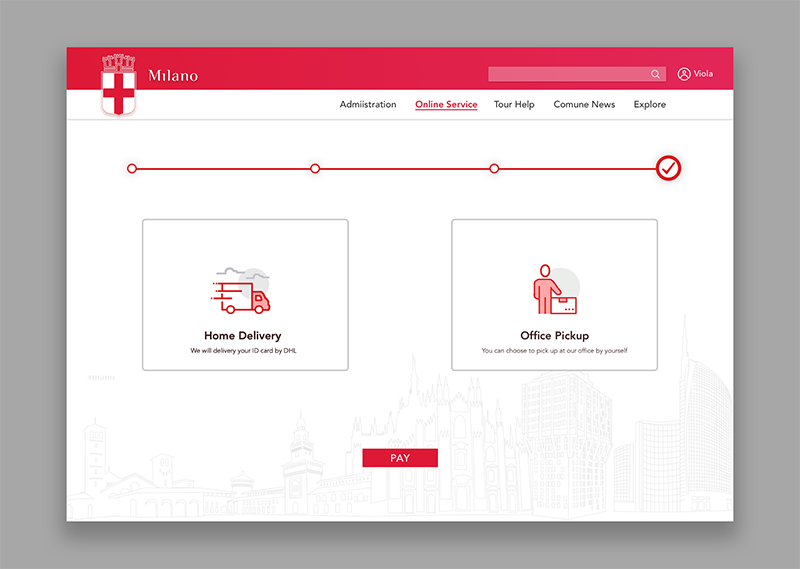 Milano
Viola
Admiistration Online Service Tour Help Comune News Explore
Home Delivery
We will delivery your ID card by DHL
Office Pickup
You can choose to pick up at our office by yourself
MILANO
PAY